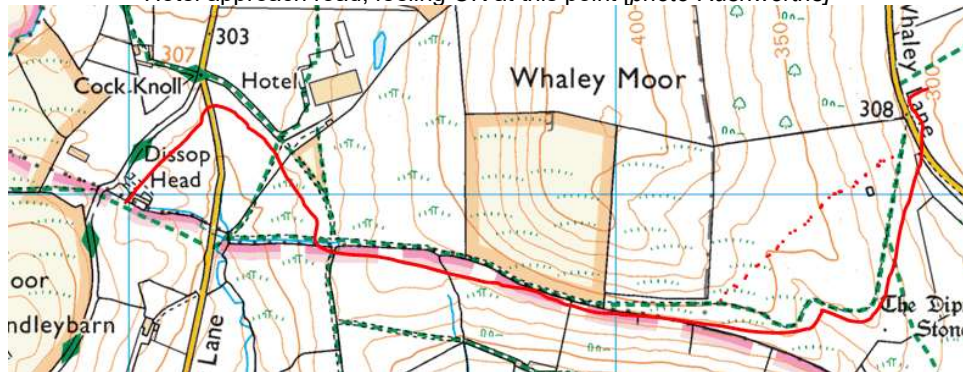 303
307
Cock Knoll
Hotel
Dissop
Head
Whaley Moor
400
350
300
Whaley
Lane
308
oor
ndleybarn
Lane
The Dip
Stone